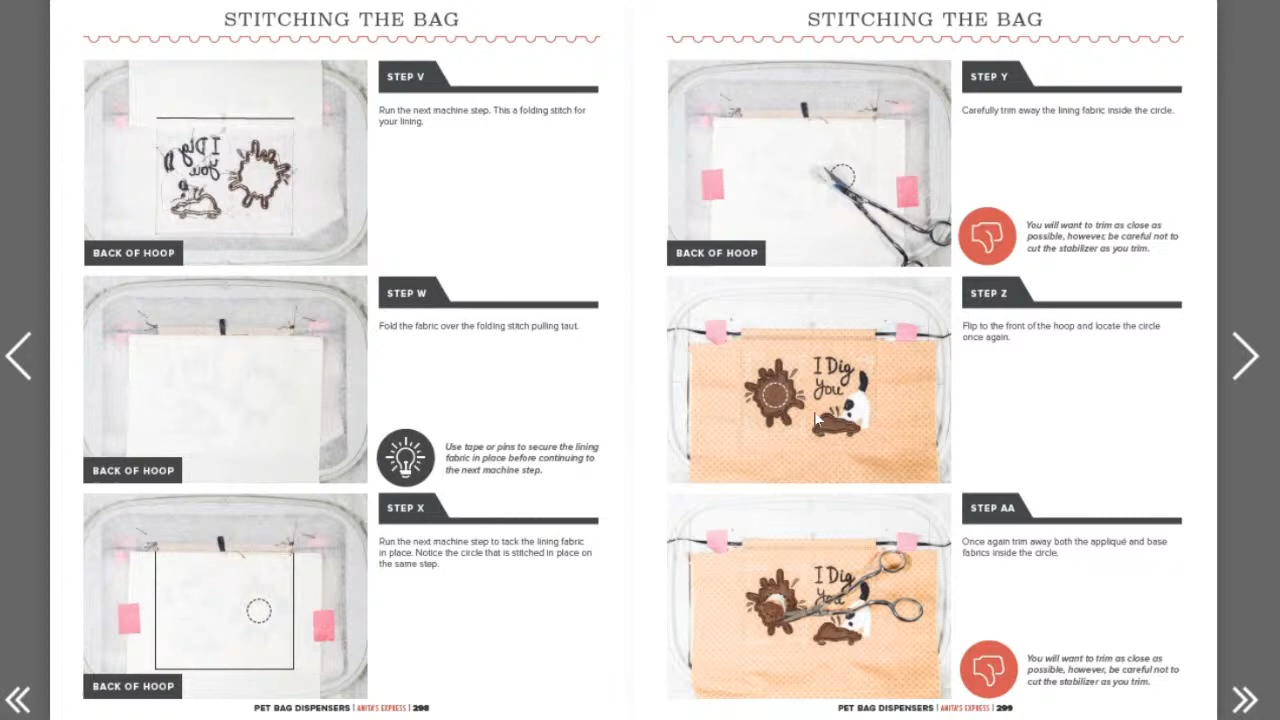 STITCHING THE BAG
STEP V
Run the next machine step. This a folding stitch for
your lining.
I Dig
You
BACK OF HOOP
STEP W
Fold the fabric over the folding stitch pulling taut.
Use tape or pins to secure the lining
fabric in place before continuing to
the next machine step.
BACK OF HOOP
STEP X
Run the next machine step to tack the lining fabric
in place. Notice the circle that is stitched in place on
the same step.
BACK OF HOOP
PET BAG DISPENSERS | ANITA'S EXPRESS | 298
STITCHING THE BAG
STEP Y
Carefully trim away the lining fabric inside the circle.
You will want to trim as close as
possible, however, be careful not to
cut the stabilizer as you trim.
BACK OF HOOP
STEP Z
Flip to the front of the hoop and locate the circle
once again.
I Dig
You
STEP AA
Once again trim away both the appliqué and base
fabrics inside the circle.
I Dig
You
You will want to trim as close as
possible, however, be careful not to
cut the stabilizer as you trim.
PET BAG DISPENSERS | ANITA'S EXPRESS | 299